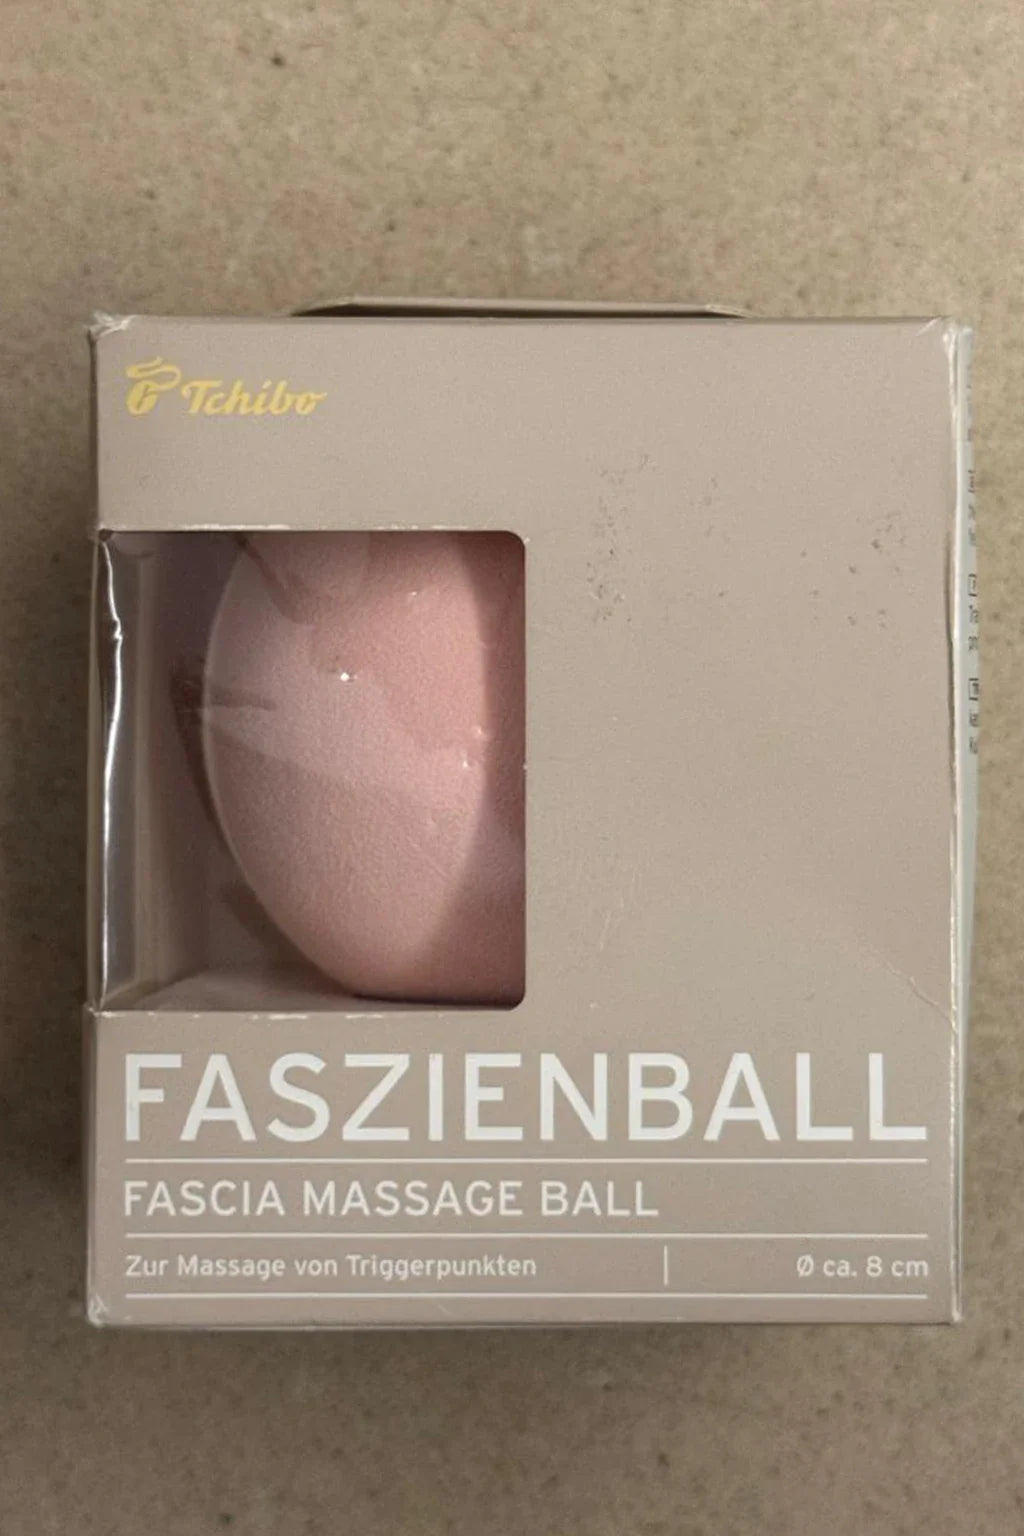 Tchibo
FASZIENBALL
FASCIA MASSAGE BALL
Zur Massage von Triggerpunkten
Ø ca. 8 cm